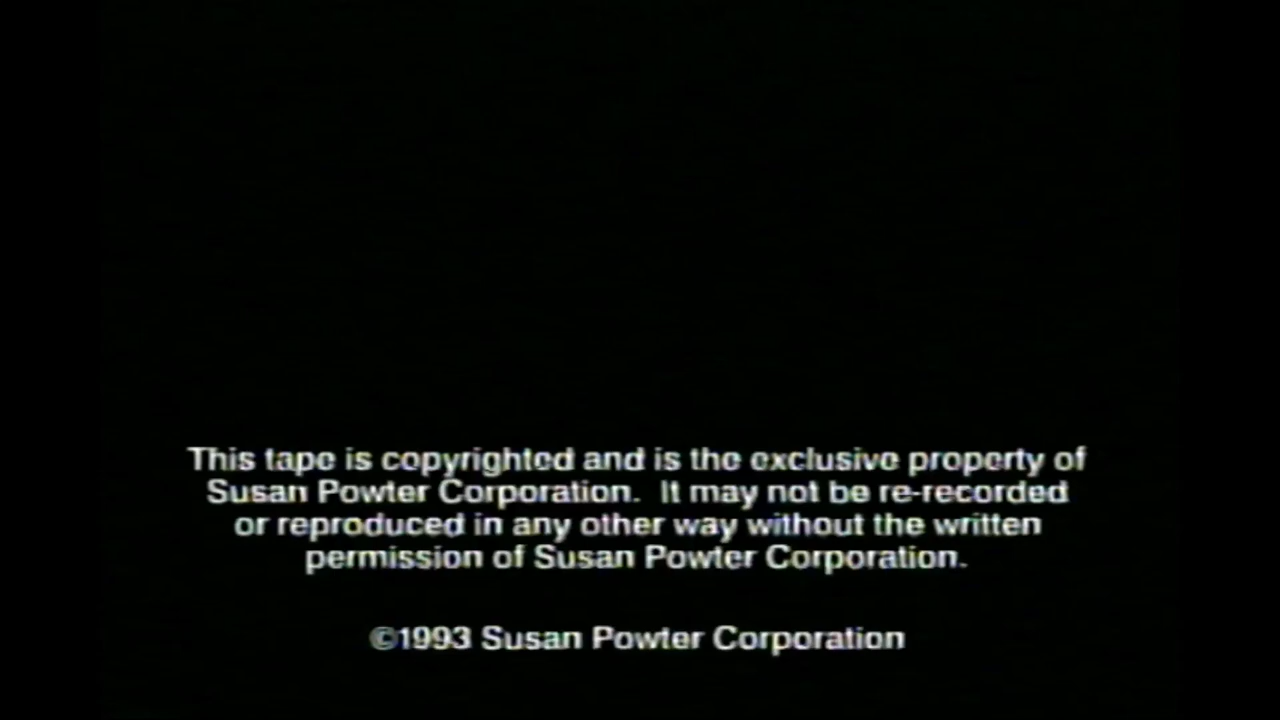 This tape is copyrighted and is the exclusive property of
Susan Powter Corporation.  It may not be re-recorded
or reproduced in any other way without the written
permission of Susan Powter Corporation.
©1993 Susan Powter Corporation